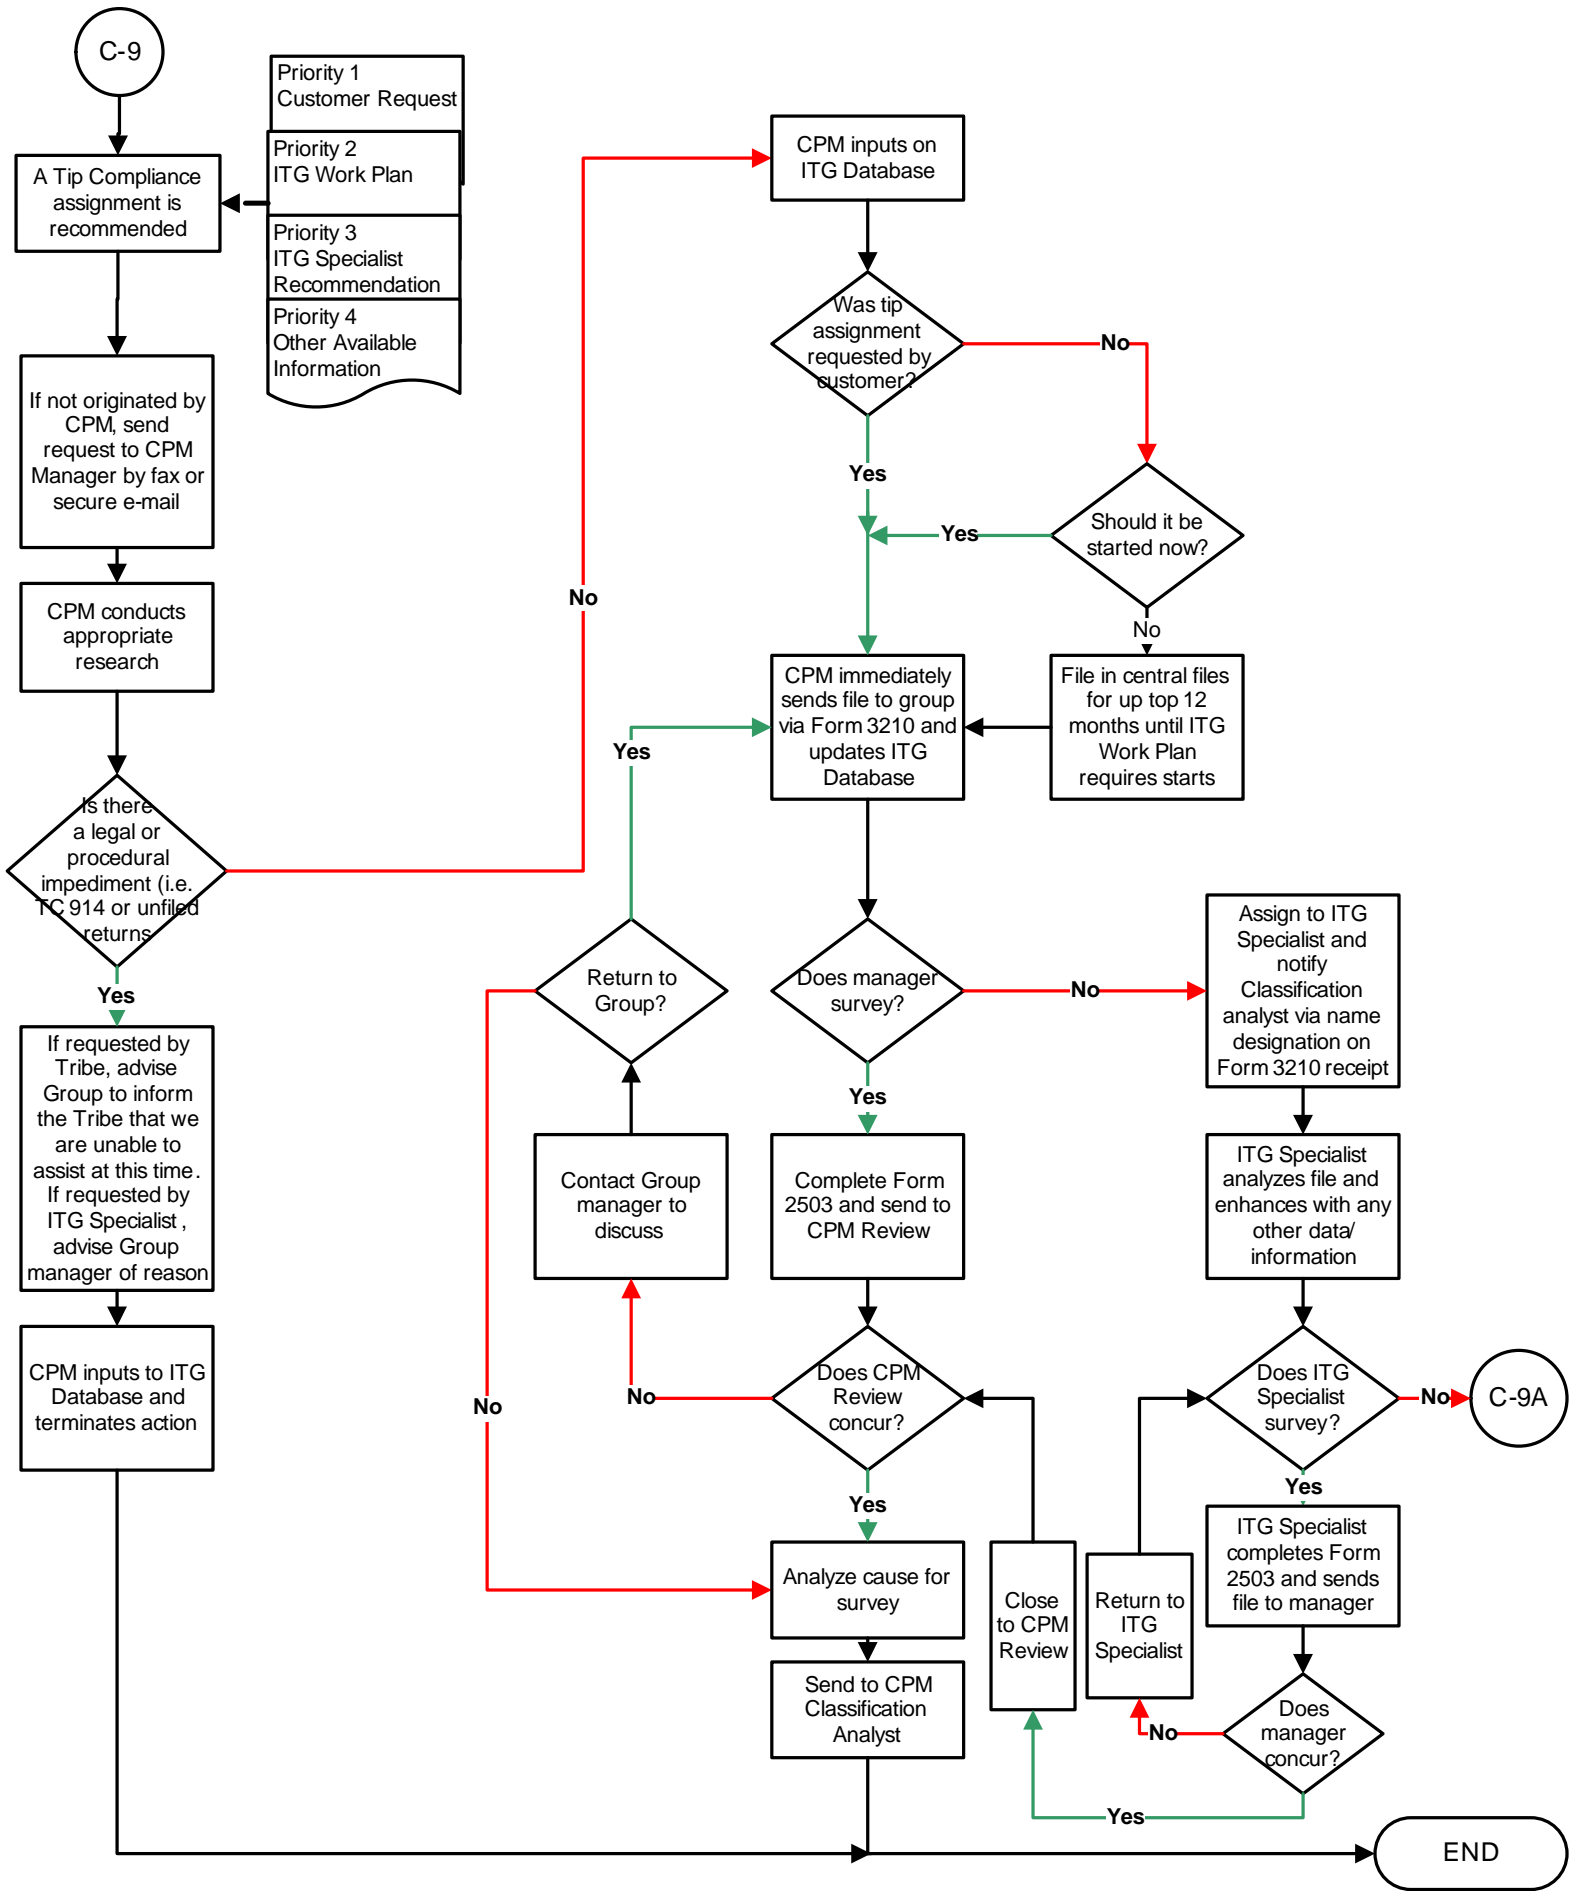 C-9
Priority 1
Customer Request
Priority 2
ITG Work Plan
Priority 3
ITG Specialist
Recommendation
Priority 4
Other Available
Information
A Tip Compliance
assignment is
recommended
If not originated by
CPM, send
request to CPM
Manager by fax or
secure e-mail
CPM conducts
appropriate
research
Is there
a legal or
procedural
impediment (i.e.
TC 914 or unfiled
returns
Yes
No
If requested by
Tribe, advise
Group to inform
the Tribe that we
are unable to
assist at this time.
If requested by
ITG Specialist ,
advise Group
manager of reason
CPM inputs to ITG
Database and
terminates action
CPM inputs on
ITG Database
Was tip
assignment
requested by
customer?
No
Yes
Should it be
started now?
Yes
No
File in central files
for up top 12
months until ITG
Work Plan
requires starts
CPM immediately
sends file to group
via Form 3210 and
updates ITG
Database
Does manager
survey?
No
Yes
Assign to ITG
Specialist and
notify
Classification
analyst via name
designation on
Form 3210 receipt
ITG Specialist
analyzes file and
enhances with any
other data/
information
Does ITG
Specialist
survey?
No
C-9A
Yes
ITG Specialist
completes Form
2503 and sends
file to manager
Does
manager
concur?
No
Return to
ITG
Specialist
Yes
Close
to CPM
Review
Complete Form
2503 and send to
CPM Review
Does CPM
Review
concur?
No
Yes
Contact Group
manager to
discuss
Return to
Group?
Yes
No
Analyze cause for
survey
Send to CPM
Classification
Analyst
END